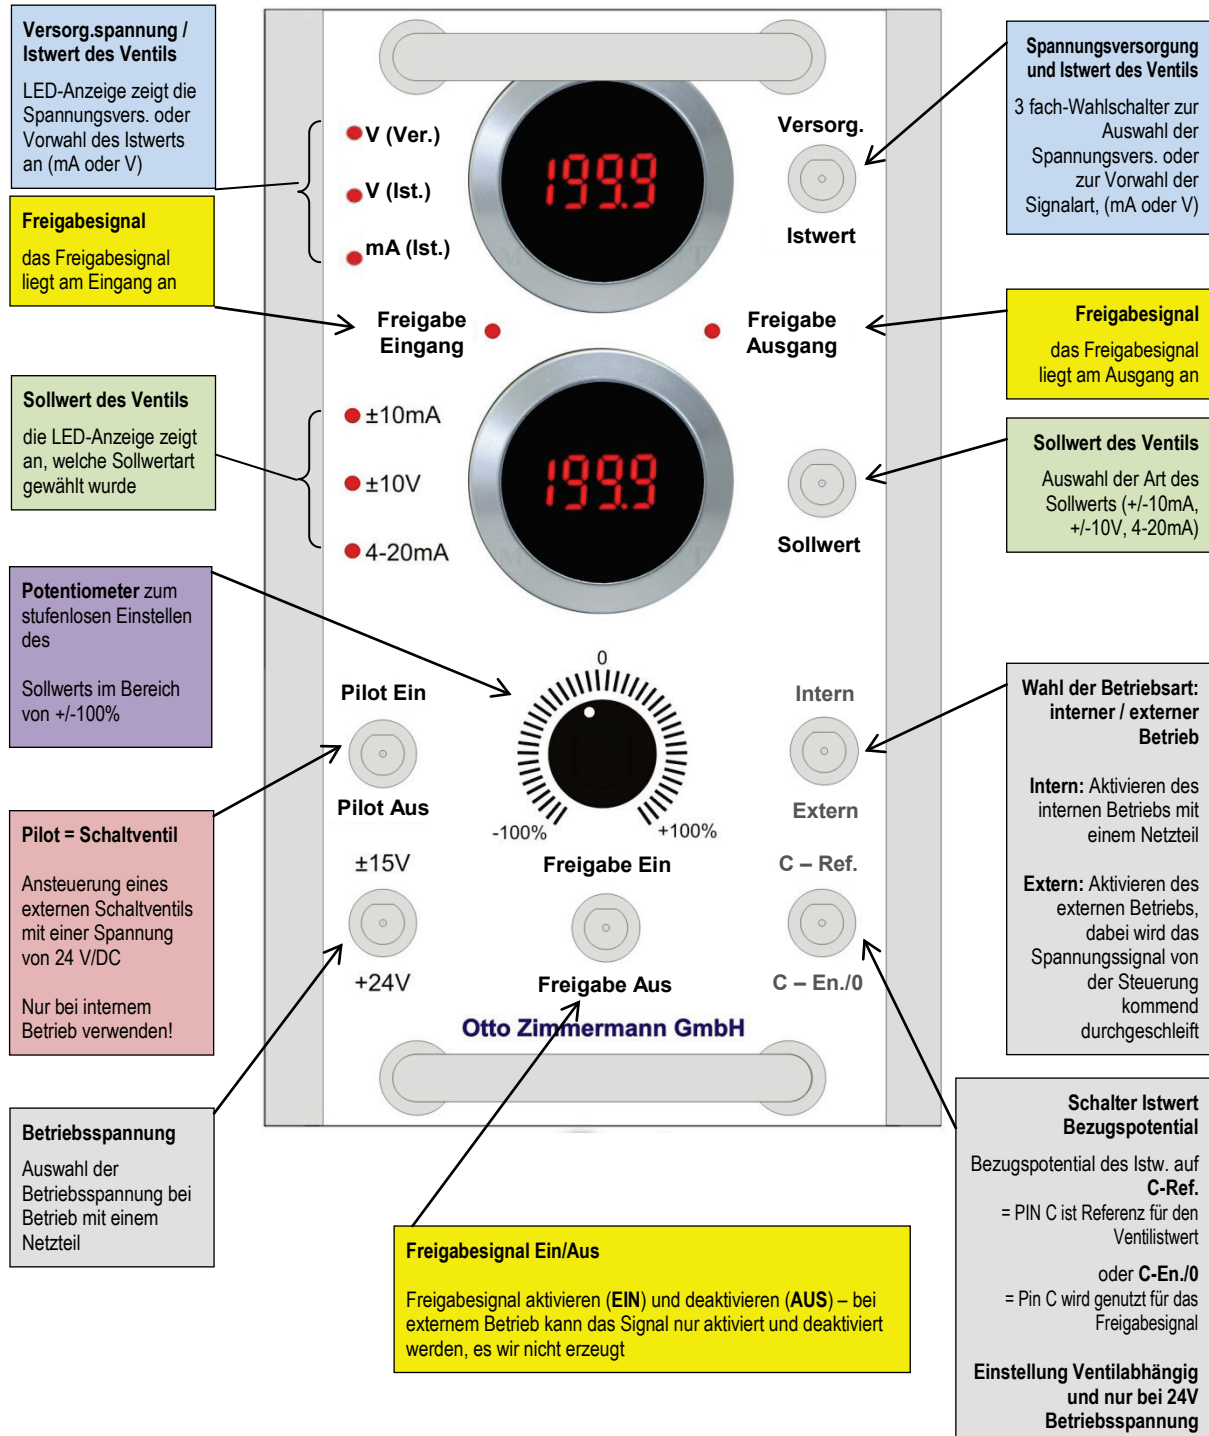 Versorg.spannung /
Istwert des Ventils
LED-Anzeige zeigt die
Spannungsvers. oder
Vorwahl des Istwerts
an (mA oder V)
Freigabesignal
das Freigabesignal
liegt am Eingang an
Sollwert des Ventils
die LED-Anzeige zeigt
an, welche Sollwertart
gewählt wurde
Potentiometer zum
stufenlosen Einstellen
des
Sollwerts im Bereich
von +/-100%
Pilot = Schaltventil
Ansteuerung eines
externen Schaltventils
mit einer Spannung
von 24 V/DC
Nur bei internem
Betrieb verwenden!
Betriebsspannung
Auswahl der
Betriebsspannung bei
Betrieb mit einem
Netzteil
V (Ver.)
V (Ist.)
mA (Ist.)
199.9
Versorg.
Istwert
Freigabe
Eingang
Freigabe
Ausgang
±10mA
±10V
4-20mA
199.9
Sollwert
0
-100%
+100%
Pilot Ein
Pilot Aus
Intern
Extern
±15V
+24V
Freigabe Ein
Freigabe Aus
C – Ref.
C – En./0
Otto Zimmermann GmbH
Spannungsversorgung
und Istwert des Ventils
3 fach-Wahlschalter zur
Auswahl der
Spannungsvers. oder
zur Vorwahl der
Signalart, (mA oder V)
Freigabesignal
das Freigabesignal
liegt am Ausgang an
Sollwert des Ventils
Auswahl der Art des
Sollwerts (+/-10mA,
+/-10V, 4-20mA)
Wahl der Betriebsart:
interner / externer
Betrieb
Intern: Aktivieren des
internen Betriebs mit
einem Netzteil
Extern: Aktivieren des
externen Betriebs,
dabei wird das
Spannungssignal von
der Steuerung
kommend
durchgeschleift
Schalter Istwert
Bezugspotential
Bezugspotential des Istw. auf
C-Ref.
= PIN C ist Referenz für den
Ventilistwert
oder C-En./0
= Pin C wird genutzt für das
Freigabesignal
Einstellung Ventilabhängig
und nur bei 24V
Betriebsspannung
Freigabesignal Ein/Aus
Freigabesignal aktivieren (EIN) und deaktivieren (AUS) – bei
externem Betrieb kann das Signal nur aktiviert und deaktiviert
werden, es wir nicht erzeugt